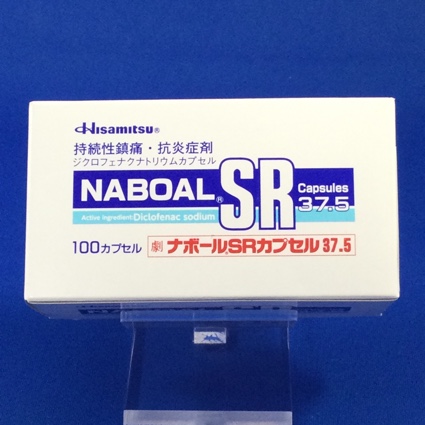 Hisamitsu®
持続性鎮痛・抗炎症剤
ジクロフェナクナトリウムカプセル
NABOAL® SR Capsules 37.5
Active Ingredient:Diclofenac sodium
100カプセル
劇 ナボールSRカプセル37.5